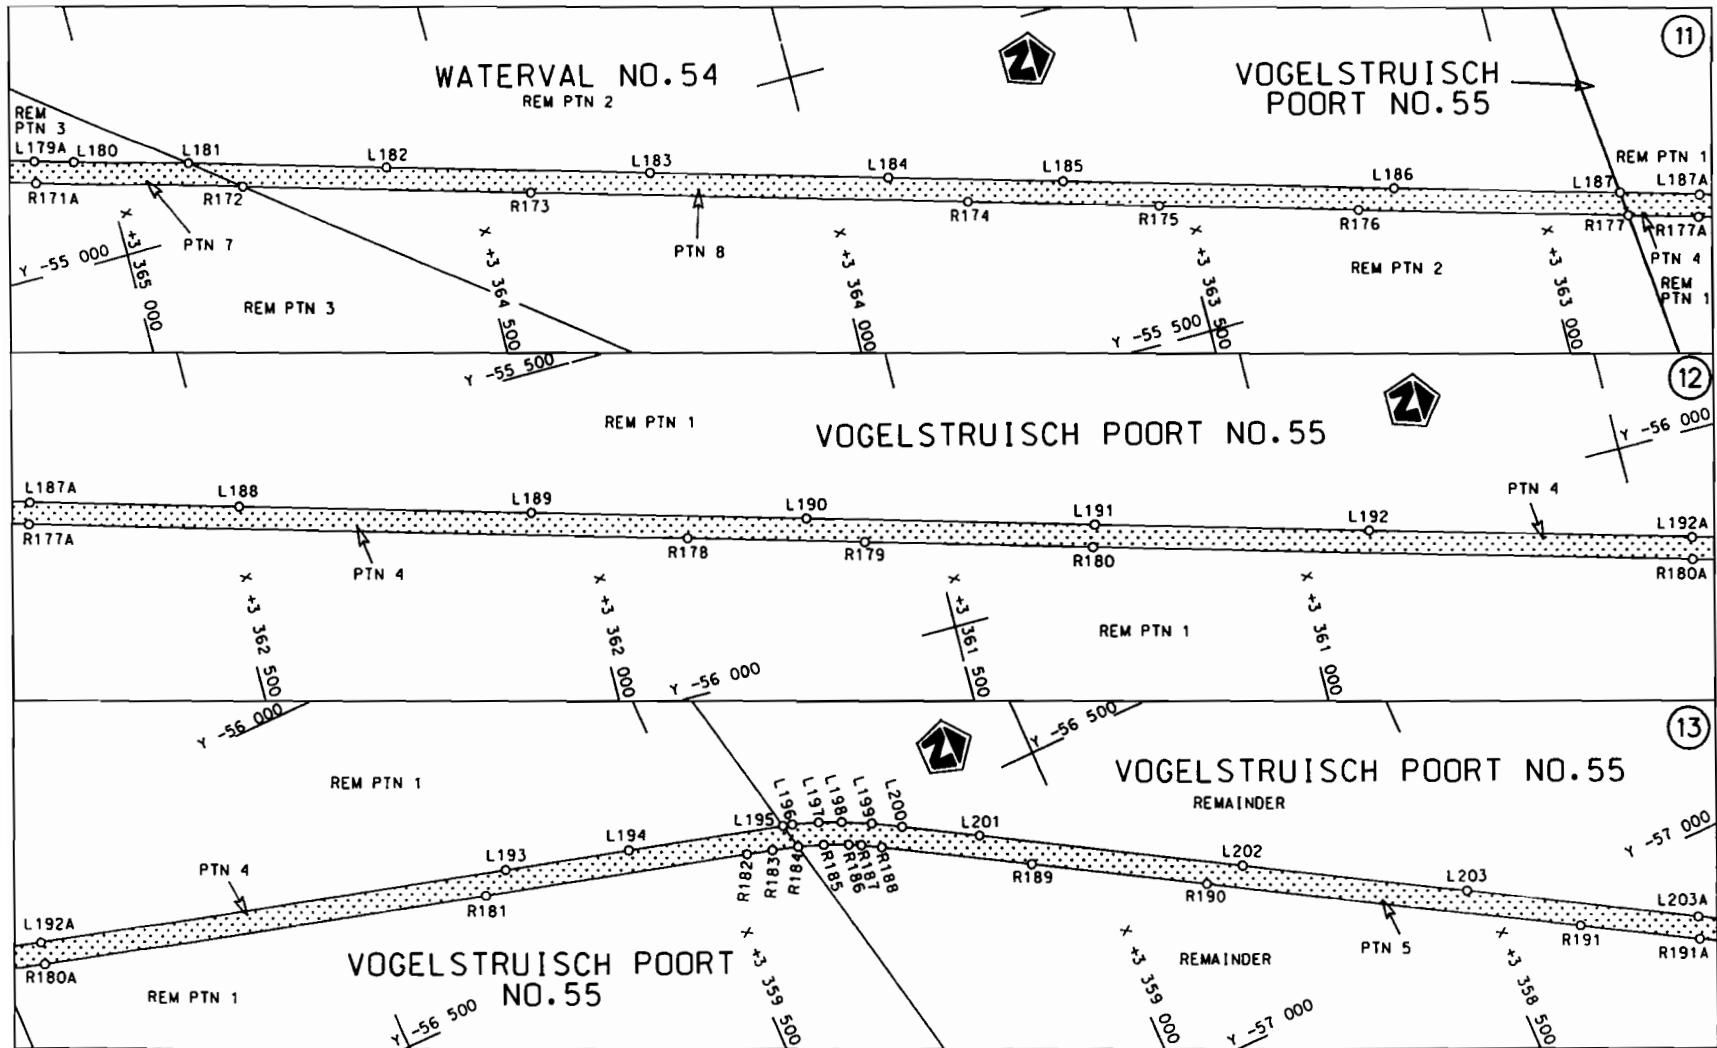 11
WATERVAL NO.54
REM PTN 2
VOGELSTRUISCH
POORT NO.55
REM
PTN 3
L179A
L180
L181
L182
L183
L184
L185
L186
L187
REM PTN 1
L187A
R171A
R172
R173
R174
R175
R176
R177
R177A
PTN 7
PTN 8
PTN 4
REM PTN 2
REM PTN 3
REM
PTN 1
Y -55 000
X +3 365 000
X +3 364 500
X +3 364 000
Y -55 500
X +3 363 500
X +3 363 000
12
Y -55 500
REM PTN 1
VOGELSTRUISCH POORT NO.55
Y -56 000
L187A
L188
L189
L190
L191
L192
PTN 4
L192A
R177A
PTN 4
R178
R179
R180
R180A
X +3 362 500
X +3 362 000
X +3 361 500
X +3 361 000
REM PTN 1
Y -56 000
13
Y -56 000
Y -56 500
REM PTN 1
VOGELSTRUISCH POORT NO.55
REMAINDER
Y -57 000
L192A
PTN 4
L193
L194
L195
L196
L197
L198
L199
L200
L201
L202
L203
L203A
R180A
R181
R182
R183
R184
R185
R186
R187
R188
R189
R190
R191
R191A
PTN 5
VOGELSTRUISCH POORT
NO.55
REM PTN 1
REMAINDER
Y -56 500
X +3 359 500
X +3 359 000
Y -57 000
X +3 358 500